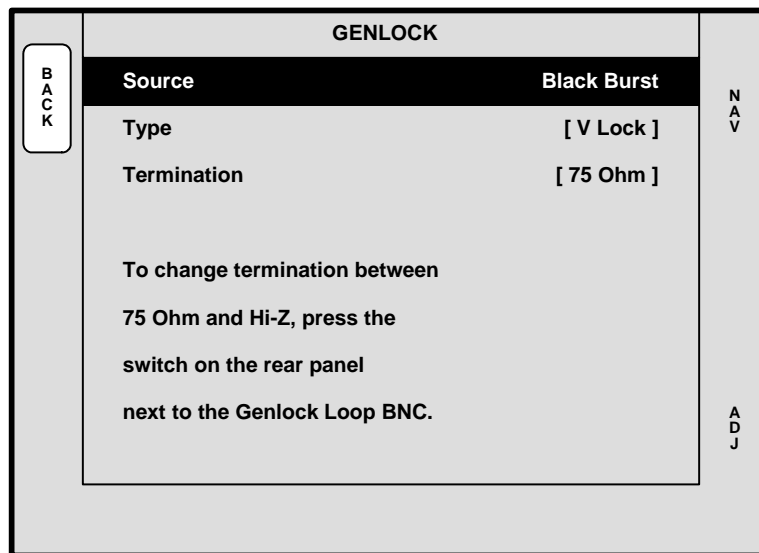 GENLOCK
BACK
Source Black Burst
Type [ V Lock ]
Termination [ 75 Ohm ]
To change termination between
75 Ohm and Hi-Z, press the
switch on the rear panel
next to the Genlock Loop BNC.
NAV
ADJ